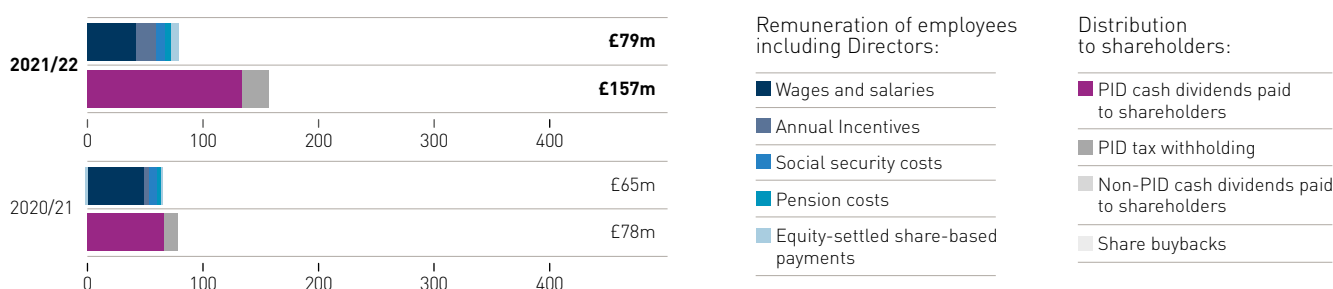 2021/22
£79m
£157m
0 100 200 300 400
2020/21
£65m
£78m
0 100 200 300 400
Remuneration of employees
including Directors:
Wages and salaries
Annual Incentives
Social security costs
Pension costs
Equity-settled share-based
payments
Distribution
to shareholders:
PID cash dividends paid
to shareholders
PID tax withholding
Non-PID cash dividends paid
to shareholders
Share buybacks